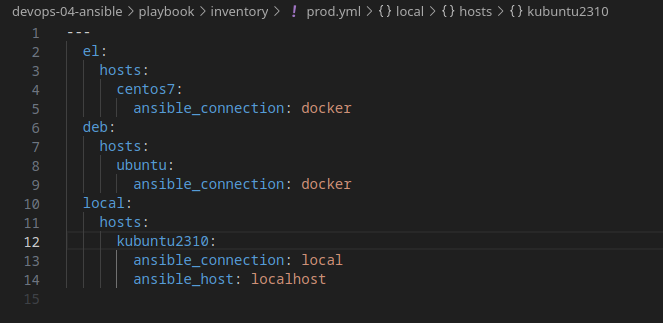 devops-04-ansible > playbook > inventory > ! prod.yml > {} local > {} hosts > {} kubuntu2310
1 ---
2   el:
3     hosts:
4       centos7:
5         ansible_connection: docker
6   deb:
7     hosts:
8       ubuntu:
9         ansible_connection: docker
10   local:
11     hosts:
12       kubuntu2310:
13         ansible_connection: local
14         ansible_host: localhost
15